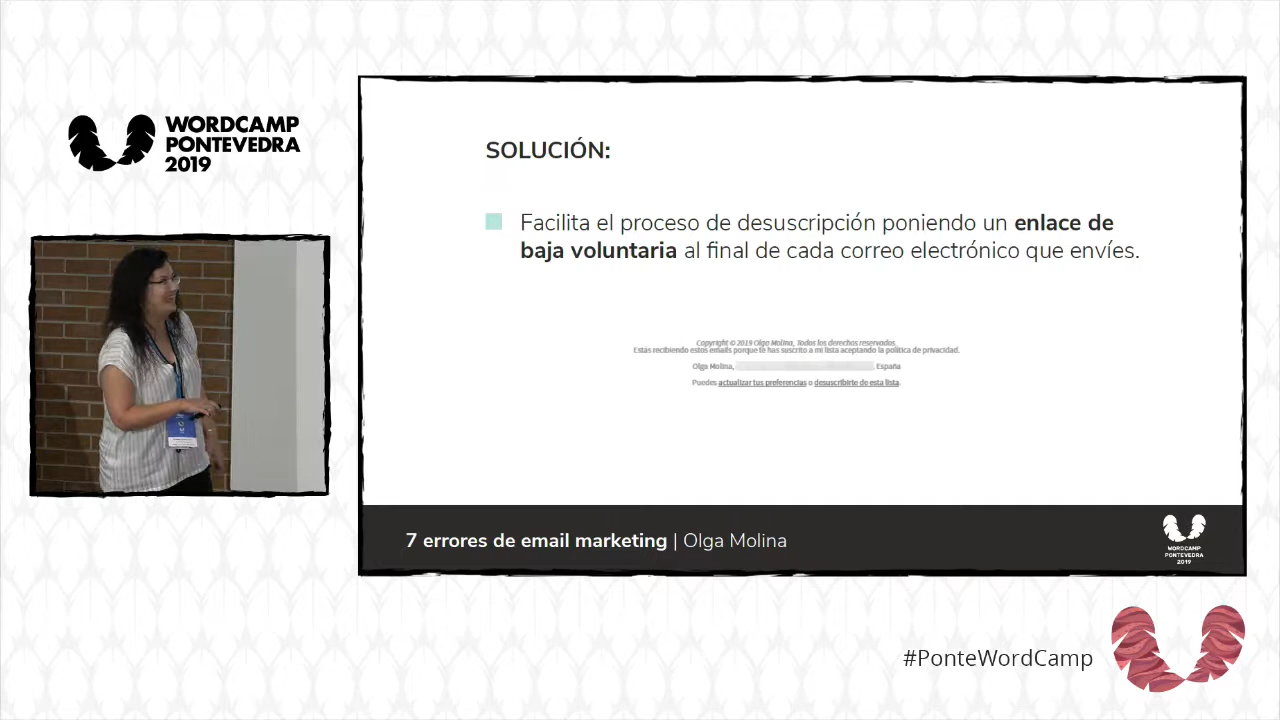 WORDCAMP
PONTEVEDRA
2019
SOLUCIÓN:
Facilita el proceso de desuscripción poniendo un enlace de
baja voluntaria al final de cada correo electrónico que envíes.
Copyright © 2019 Olga Molina, Todos los derechos reservados.
Estás recibiendo estos emails porque te has suscrito a mi lista aceptando la política de privacidad.
Olga Molina, España
Puedes actualizar tus preferencias o desuscribirte de esta lista.
7 errores de email marketing | Olga Molina
WORDCAMP
PONTEVEDRA
2019
#PonteWordCamp